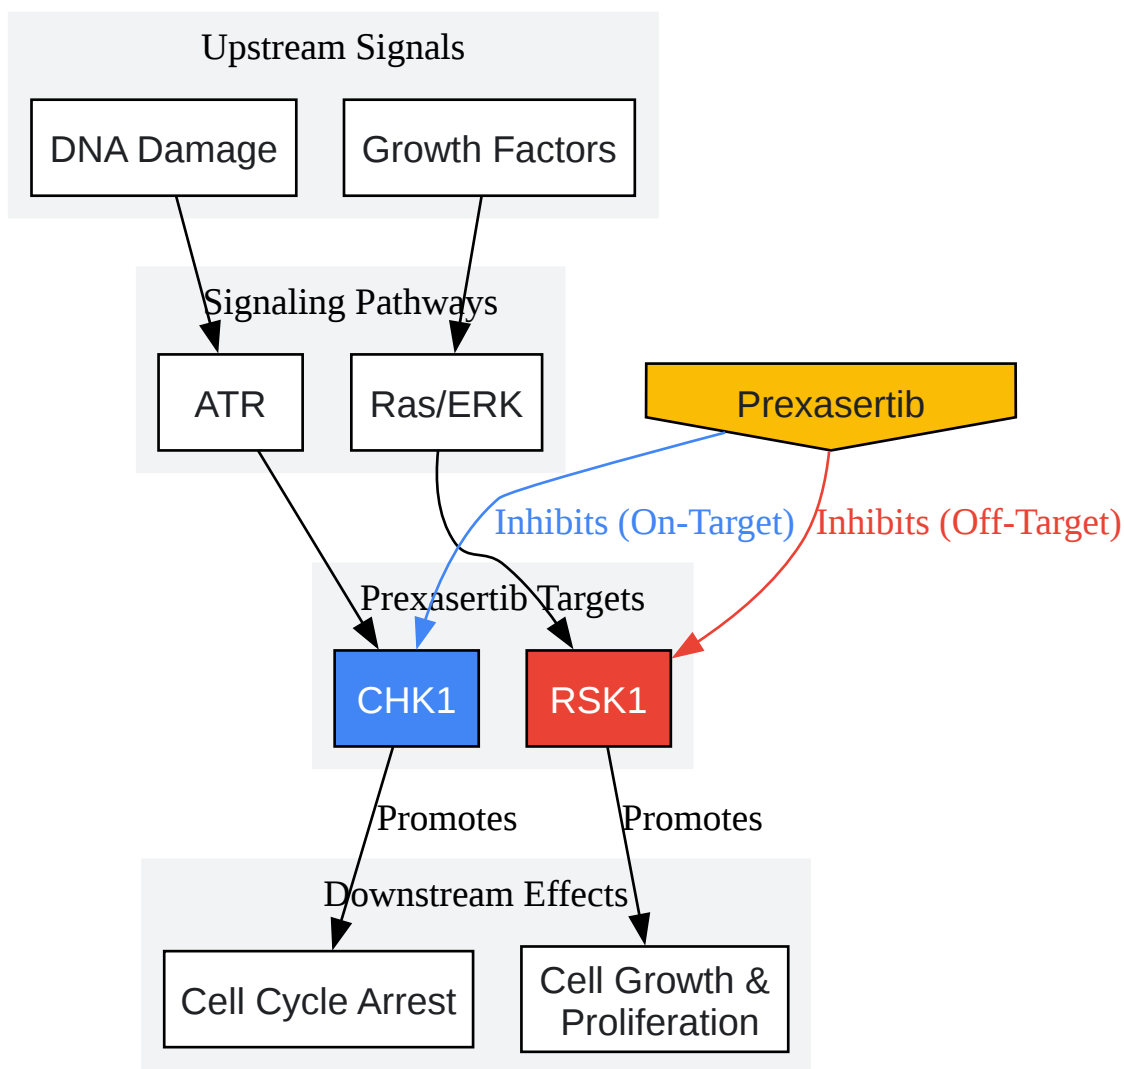 Upstream Signals
DNA Damage
Growth Factors
Signaling Pathways
ATR
Ras/ERK
Prexasertib
Inhibits (On-Target)
Inhibits (Off-Target)
Prexasertib Targets
CHK1
RSK1
Promotes
Promotes
Downstream Effects
Cell Cycle Arrest
Cell Growth &
Proliferation